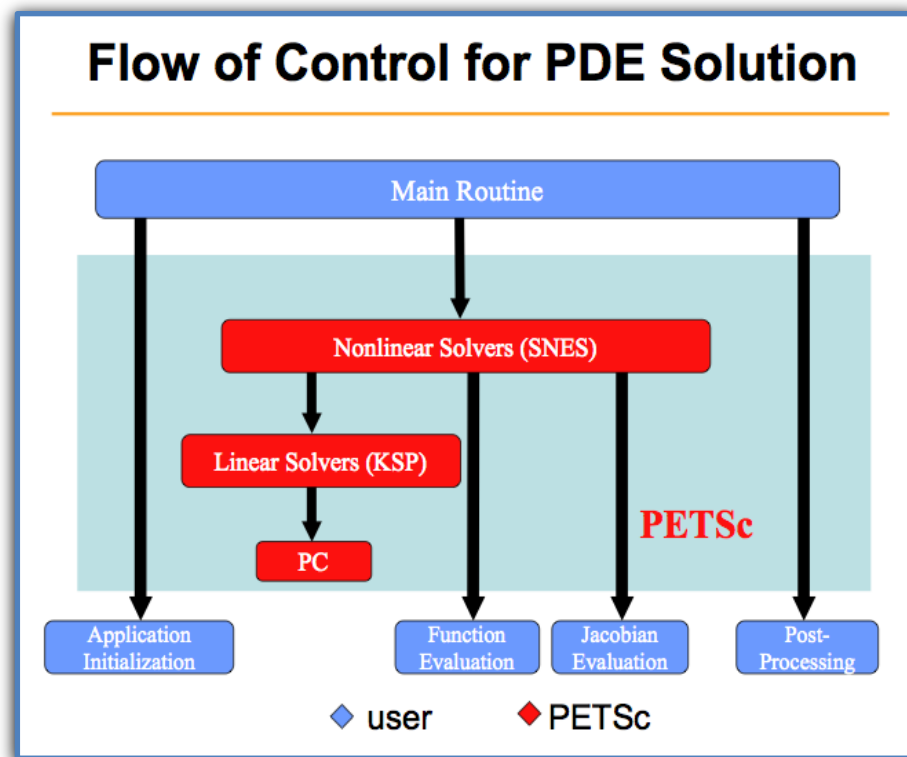 Flow of Control for PDE Solution
Main Routine
Nonlinear Solvers (SNES)
Linear Solvers (KSP)
PETSc
PC
Application
Initialization
Function
Evaluation
Jacobian
Evaluation
Post-
Processing
user
PETSc